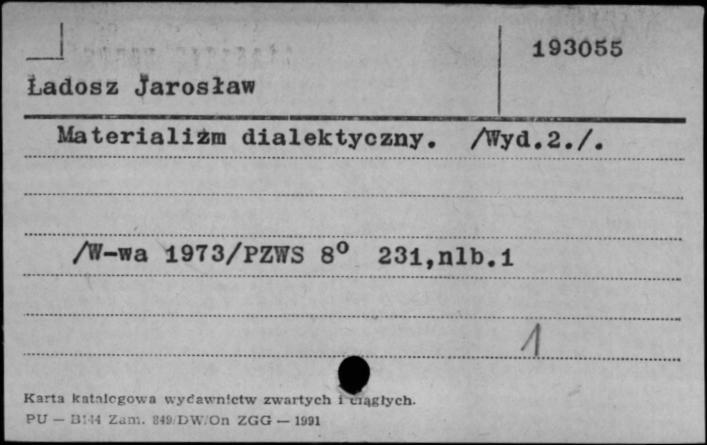 193055
Ładosz Jarosław
Materializm dialektyczny. /Wyd.2./.
/W-wa 1973/PZWS 8º 231,nlb.1
1
Karta katalogowa wydawnictw zwartych i ciągłych.
PU — B144 Zam. 849/DW/On ZGG — 1991